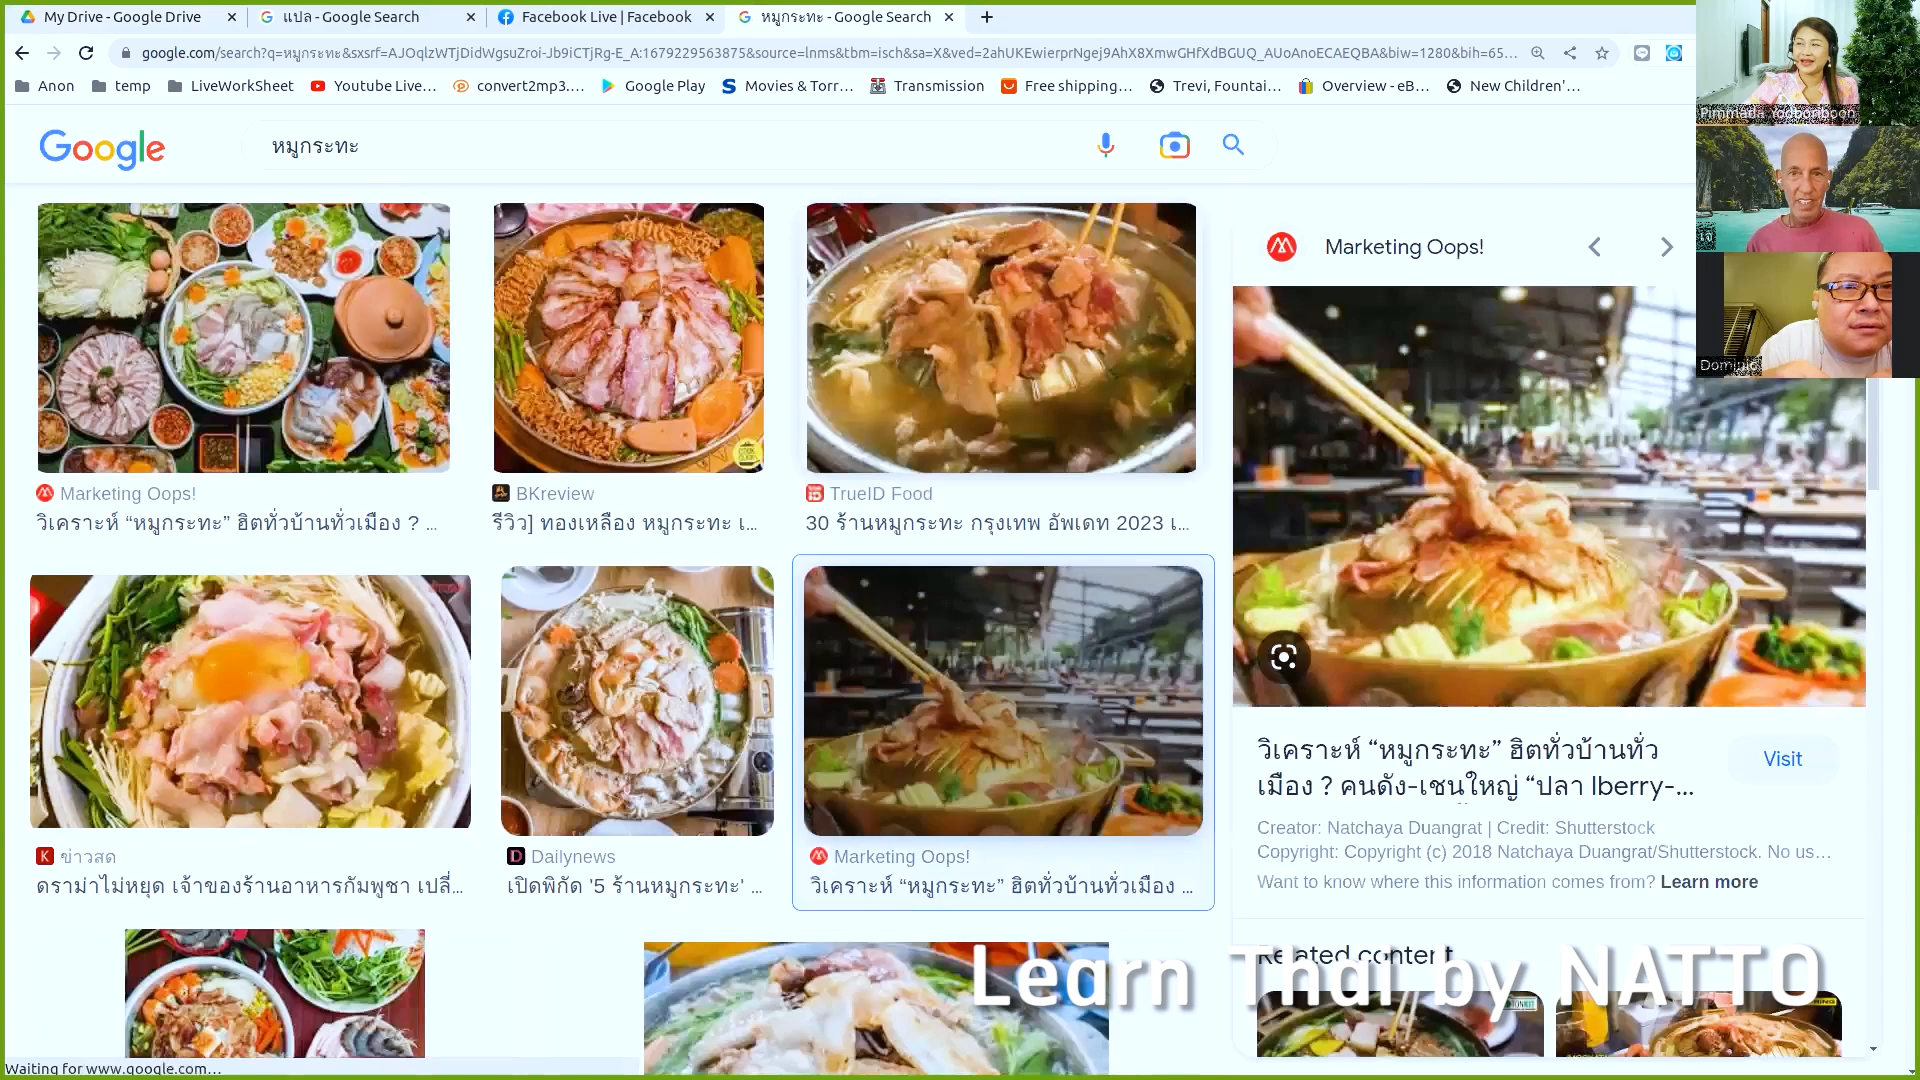 My Drive - Google Drive
แปล - Google Search
Facebook Live | Facebook
หมูกระทะ - Google Search
google.com/search?q=หมูกระทะ&sxsrf=AJOqlzWTjDidWgsuZroi-Jb9iCTjRg-E_A:1679229563875&source=lnms&tbm=isch&sa=X&ved=2ahUKEwierprNgej9AhX8XmwGHfXdBGUQ_AUoAnoECAEQBA&biw=1280&bih=65...
Anon
temp
LiveWorkSheet
Youtube Live...
convert2mp3....
Google Play
Movies & Torr...
Transmission
Free shipping...
Trevi, Fountai...
Overview - eB...
New Children'...
Google
หมูกระทะ
Marketing Oops!
วิเคราะห์ “หมูกระทะ” ฮิตทั่วบ้านทั่วเมือง ? ...
BKreview
รีวิว] ทองเหลือง หมูกระทะ เ...
TrueID Food
30 ร้านหมูกระทะ กรุงเทพ อัพเดท 2023 เ...
ข่าวสด
ดราม่าไม่หยุด เจ้าของร้านอาหารกัมพูชา เปลี่...
Dailynews
เปิดพิกัด '5 ร้านหมูกระทะ' ...
Marketing Oops!
วิเคราะห์ “หมูกระทะ” ฮิตทั่วบ้านทั่วเมือง ...
Marketing Oops!
วิเคราะห์ “หมูกระทะ” ฮิตทั่วบ้านทั่ว
เมือง ? คนดัง-เชนใหญ่ “ปลา Iberry-...
Visit
Creator: Natchaya Duangrat | Credit: Shutterstock
Copyright: Copyright (c) 2018 Natchaya Duangrat/Shutterstock. No us...
Want to know where this information comes from? Learn more
Related content
Learn Thai by NATTO
Pimmada Yoobonboon
เจ
Dominic
Waiting for www.google.com...